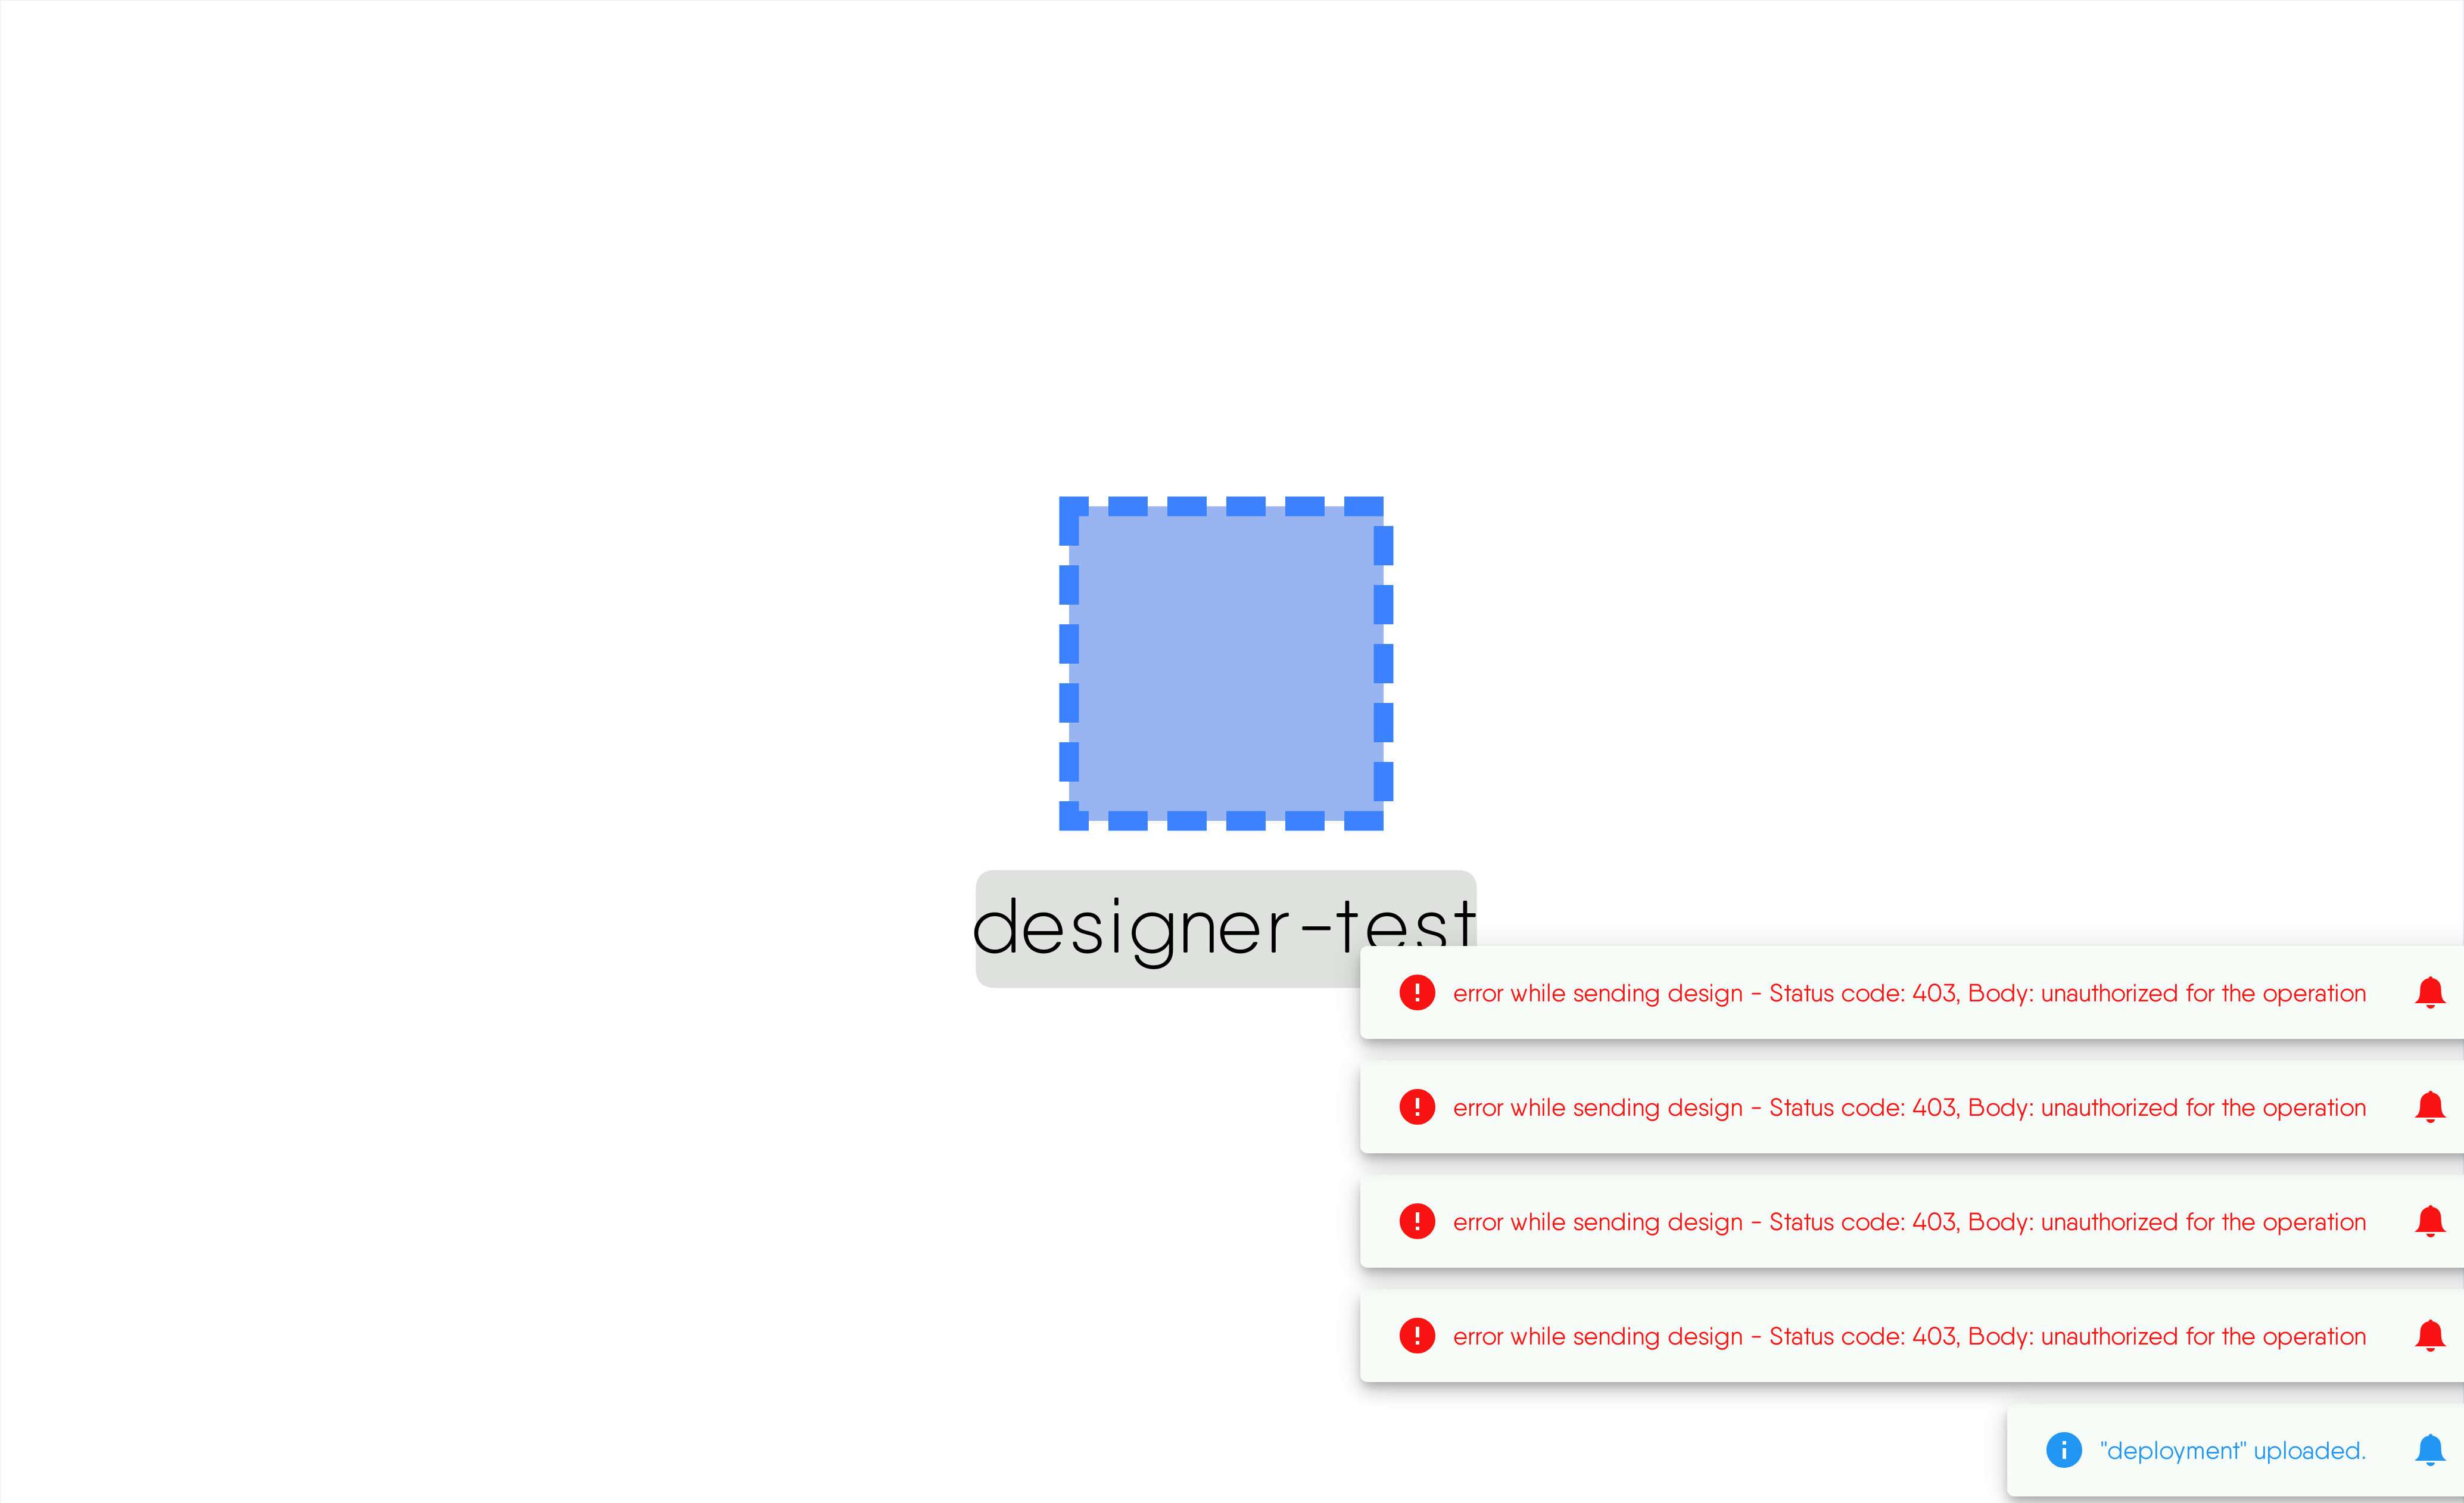 designer-test
error while sending design - Status code: 403, Body: unauthorized for the operation
error while sending design - Status code: 403, Body: unauthorized for the operation
error while sending design - Status code: 403, Body: unauthorized for the operation
error while sending design - Status code: 403, Body: unauthorized for the operation
"deployment" uploaded.